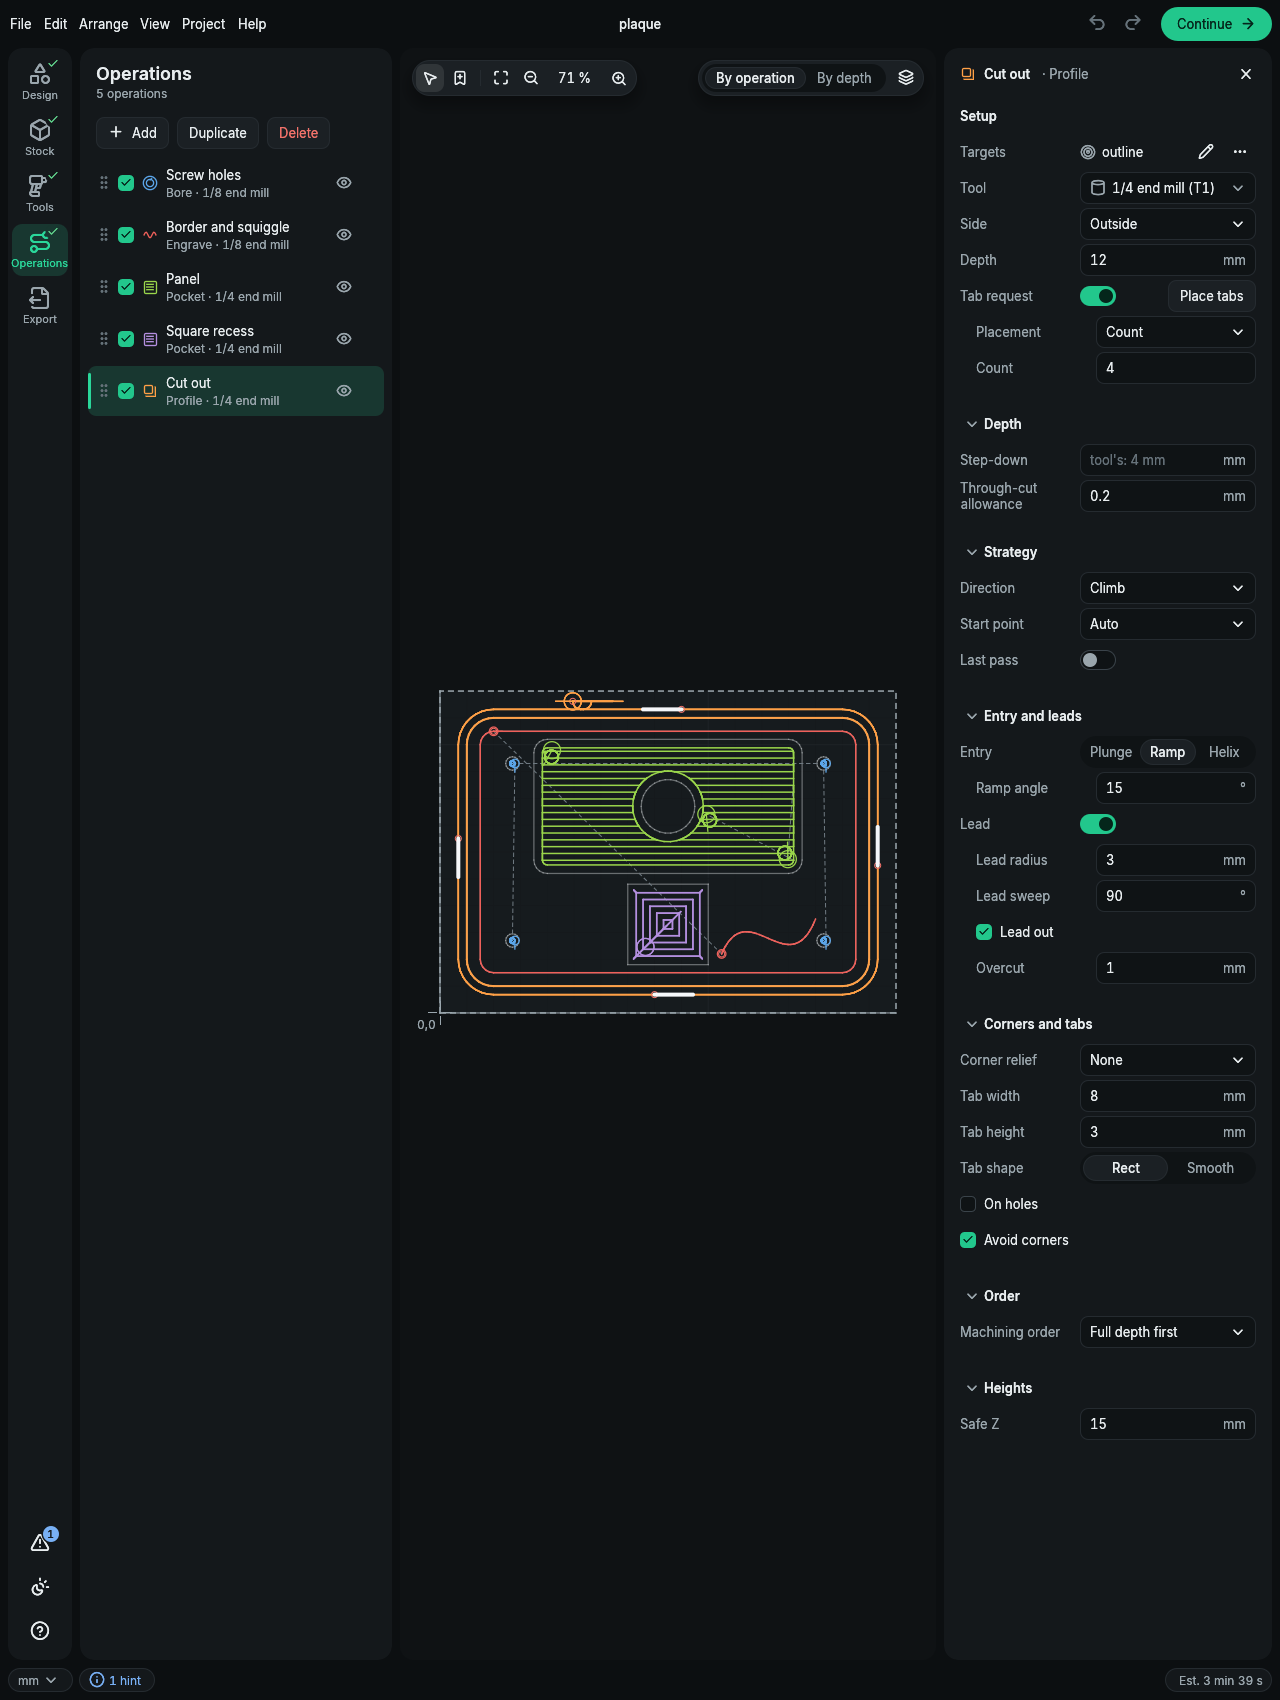 File Edit Arrange View Project Help
plaque
Continue
Design
Stock
Tools
Operations
Export
Operations
5 operations
Add
Duplicate
Delete
Screw holes
Bore · 1/8 end mill
Border and squiggle
Engrave · 1/8 end mill
Panel
Pocket · 1/4 end mill
Square recess
Pocket · 1/4 end mill
Cut out
Profile · 1/4 end mill
71 %
By operation
By depth
0,0
Cut out · Profile
Setup
Targets outline
Tool 1/4 end mill (T1)
Side Outside
Depth 12 mm
Tab request Place tabs
Placement Count
Count 4
Depth
Step-down tool's: 4 mm mm
Through-cut
allowance
0.2 mm
Strategy
Direction Climb
Start point Auto
Last pass
Entry and leads
Entry Plunge Ramp Helix
Ramp angle 15 °
Lead
Lead radius 3 mm
Lead sweep 90 °
Lead out
Overcut 1 mm
Corners and tabs
Corner relief None
Tab width 8 mm
Tab height 3 mm
Tab shape Rect Smooth
On holes
Avoid corners
Order
Machining order Full depth first
Heights
Safe Z 15 mm
1
mm
1 hint
Est. 3 min 39 s